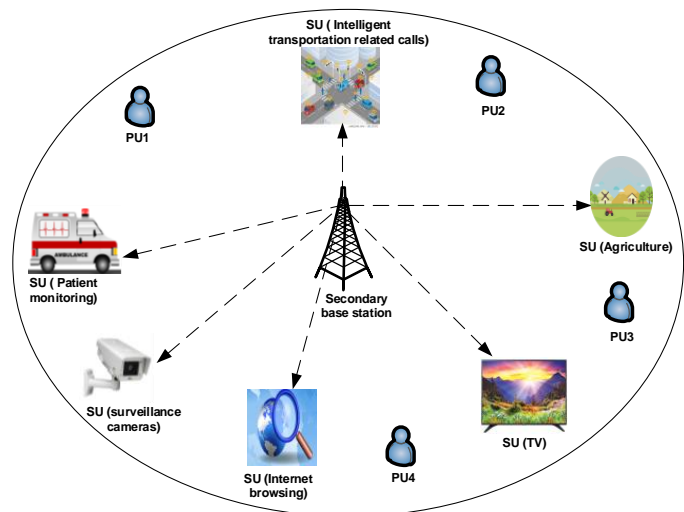 SU ( Intelligent
transportation related calls)
PU1
PU2
AMBULANCE
SU ( Patient
monitoring)
SU (Agriculture)
Secondary
base station
PU3
SU (surveillance
cameras)
SU (TV)
SU (Internet
browsing)
PU4